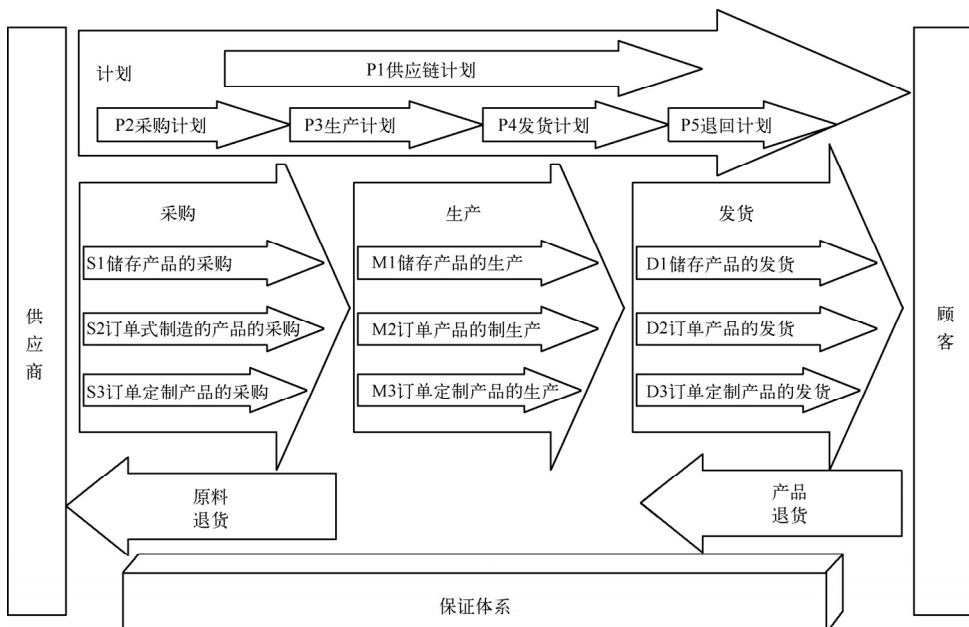 计划
P1供应链计划
P2采购计划
P3生产计划
P4发货计划
P5退回计划
采购
生产
发货
S1储存产品的采购
M1储存产品的生产
D1储存产品的发货
供应商
S2订单式制造的产品的采购
M2订单产品的制生产
D2订单产品的发货
顾客
S3订单定制产品的采购
M3订单定制产品的生产
D3订单定制产品的发货
原料
退货
产品
退货
保证体系